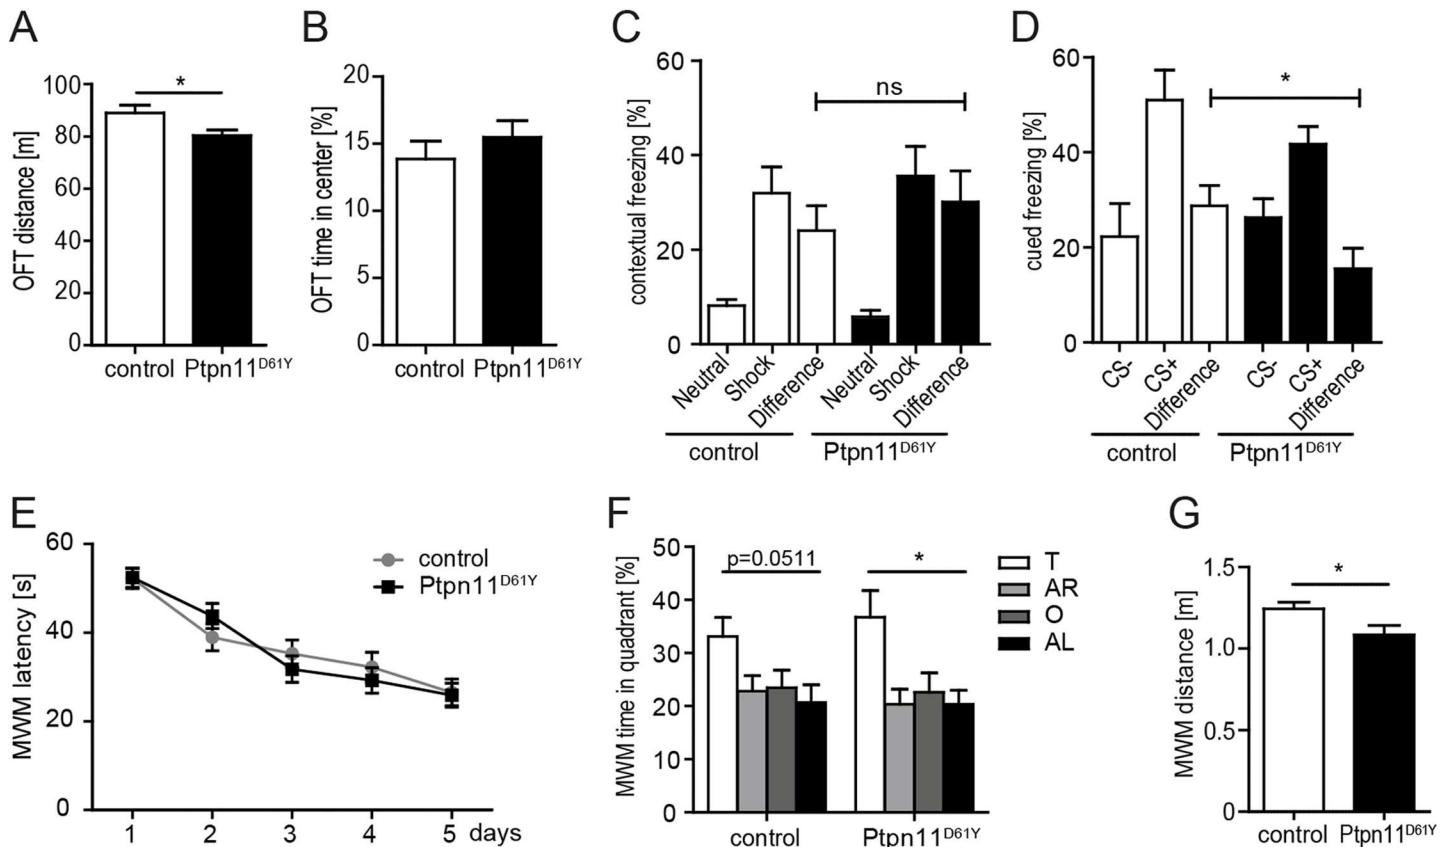 A
OFT distance [m]
100
80
60
40
20
0
*
control Ptpn11D61Y
B
OFT time in center [%]
20
15
10
5
0
control Ptpn11D61Y
C
contextual freezing [%]
60
40
20
0
ns
Neutral
Shock
Difference
Neutral
Shock
Difference
control
Ptpn11D61Y
D
cued freezing [%]
60
40
20
0
*
CS-
CS+
Difference
CS-
CS+
Difference
control
Ptpn11D61Y
E
MWM latency [s]
60
40
20
0
control
Ptpn11D61Y
1 2 3 4 5 days
F
MWM time in quadrant [%]
50
40
30
20
10
0
p=0.0511
*
T
AR
O
AL
control
Ptpn11D61Y
G
MWM distance [m]
1.5
1.0
0.5
0
*
control Ptpn11D61Y